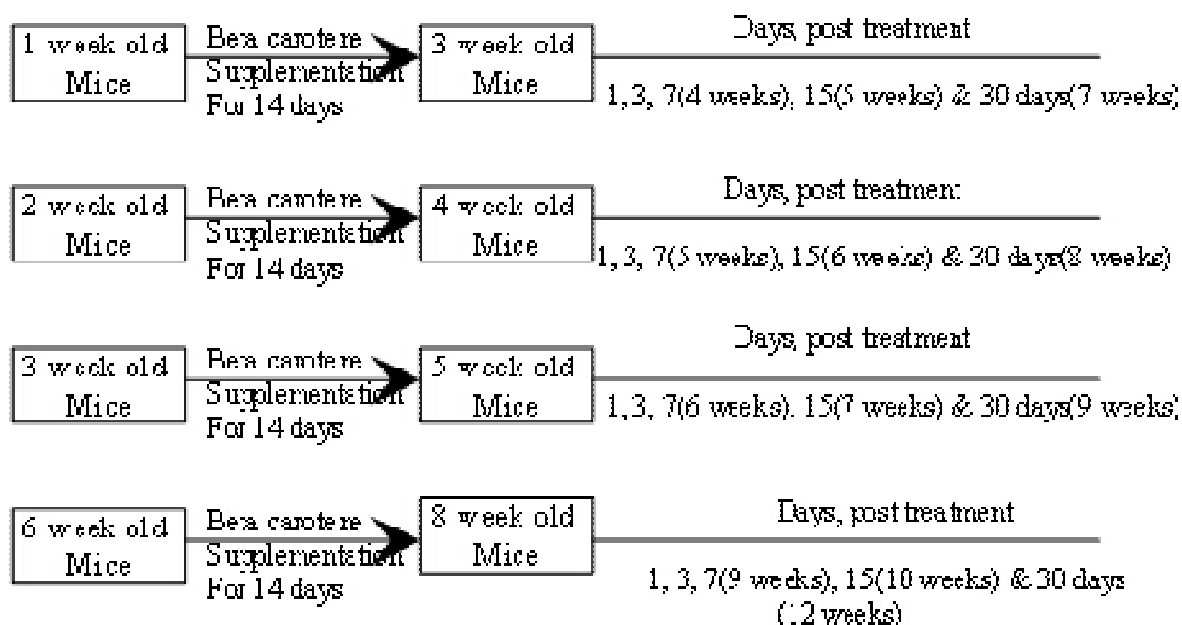 1 week old
Mice
Beta carotene
Supplementation
For 14 days
3 week old
Mice
Days, post treatment
1,3, 7(4 weeks), 15(5 weeks) & 30 days(7 weeks)
2 week old
Mice
Beta carotene
Supplementation
For 14 days
4 week old
Mice
Days, post treatment
1, 3, 7(5 weeks), 15(6 weeks) & 30 days(8 weeks)
3 week old
Mice
Beta carotene
Supplementation
For 14 days
5 week old
Mice
Days, post treatment
1,3, 7(6 weeks). 15(7 weeks) & 30 days(9 weeks)
6 week old
Mice
Beta carotene
Supplementation
For 14 days
8 week old
Mice
Days, post treatment
1, 3, 7(9 weeks), 15(10 weeks) & 30 days
(12 weeks)